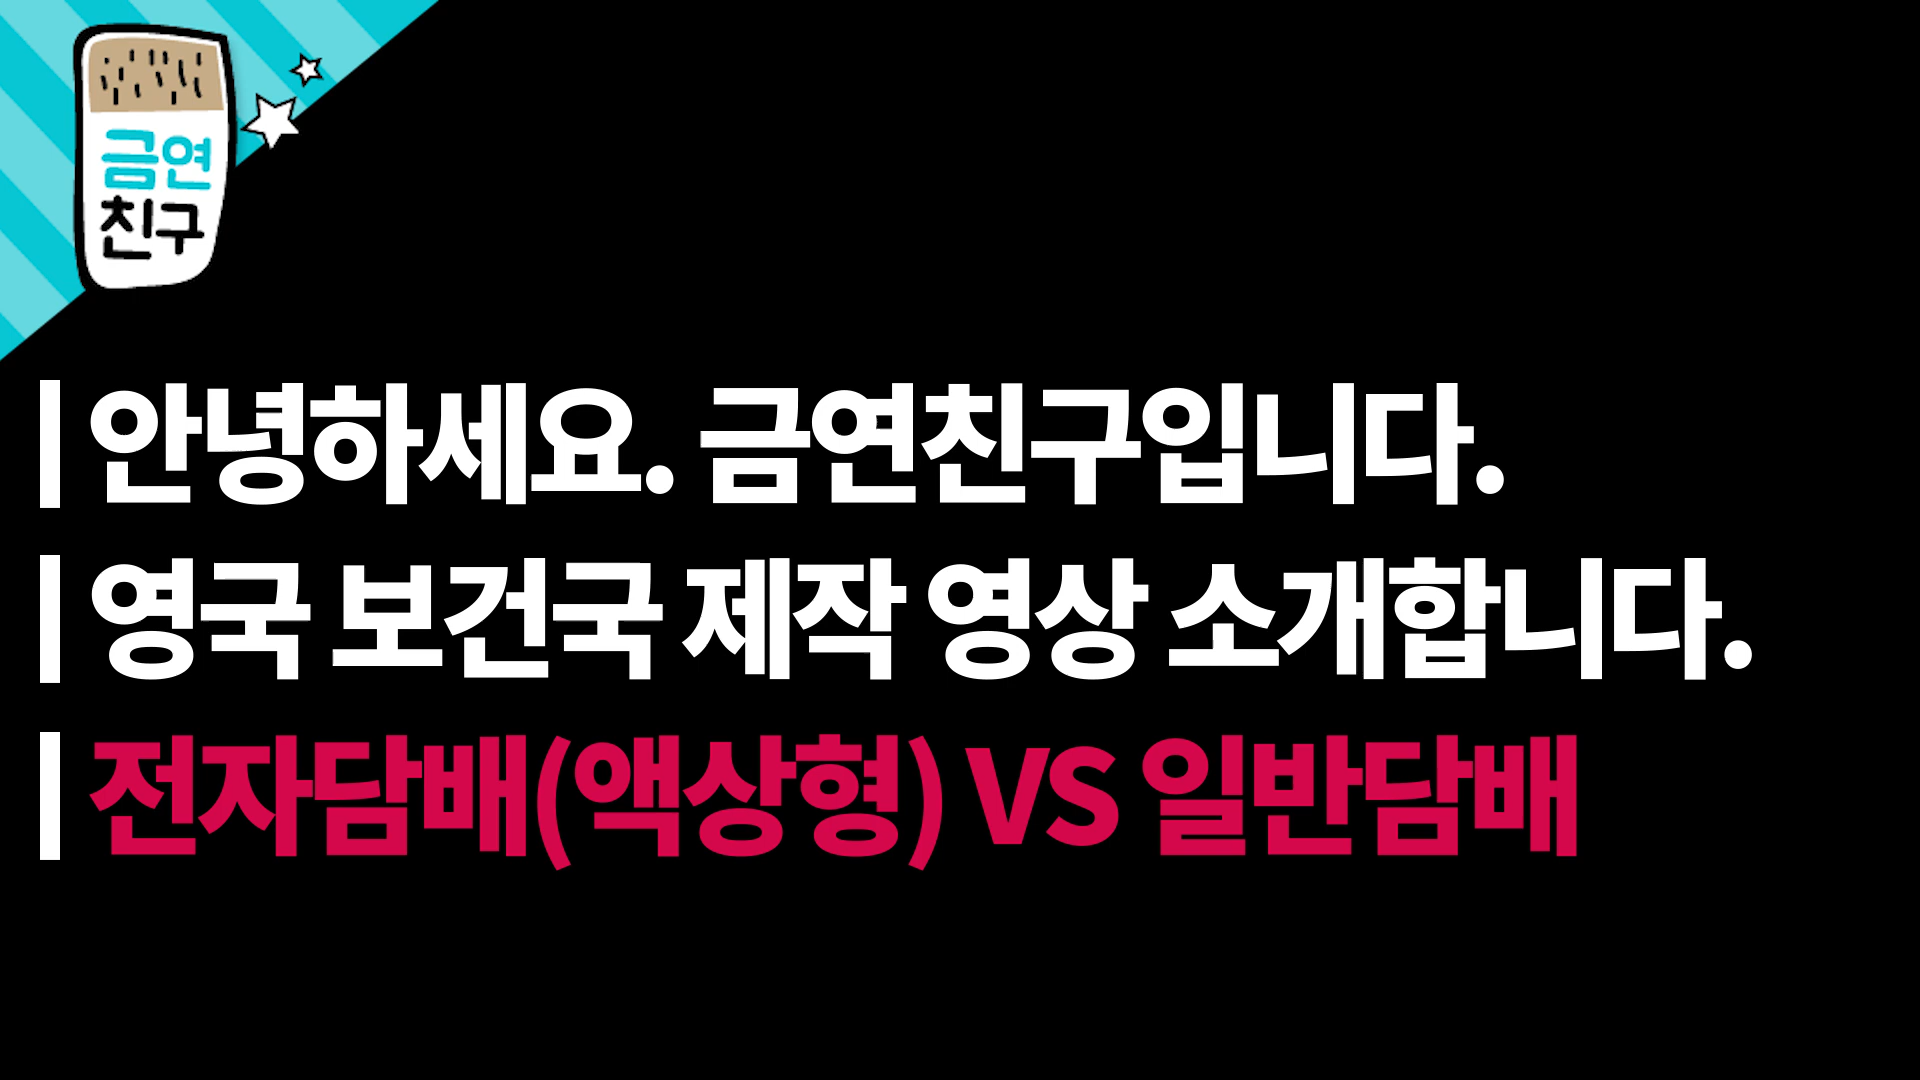 금연
친구
안녕하세요. 금연친구입니다.
영국 보건국 제작 영상 소개합니다.
전자담배(액상형) VS 일반담배